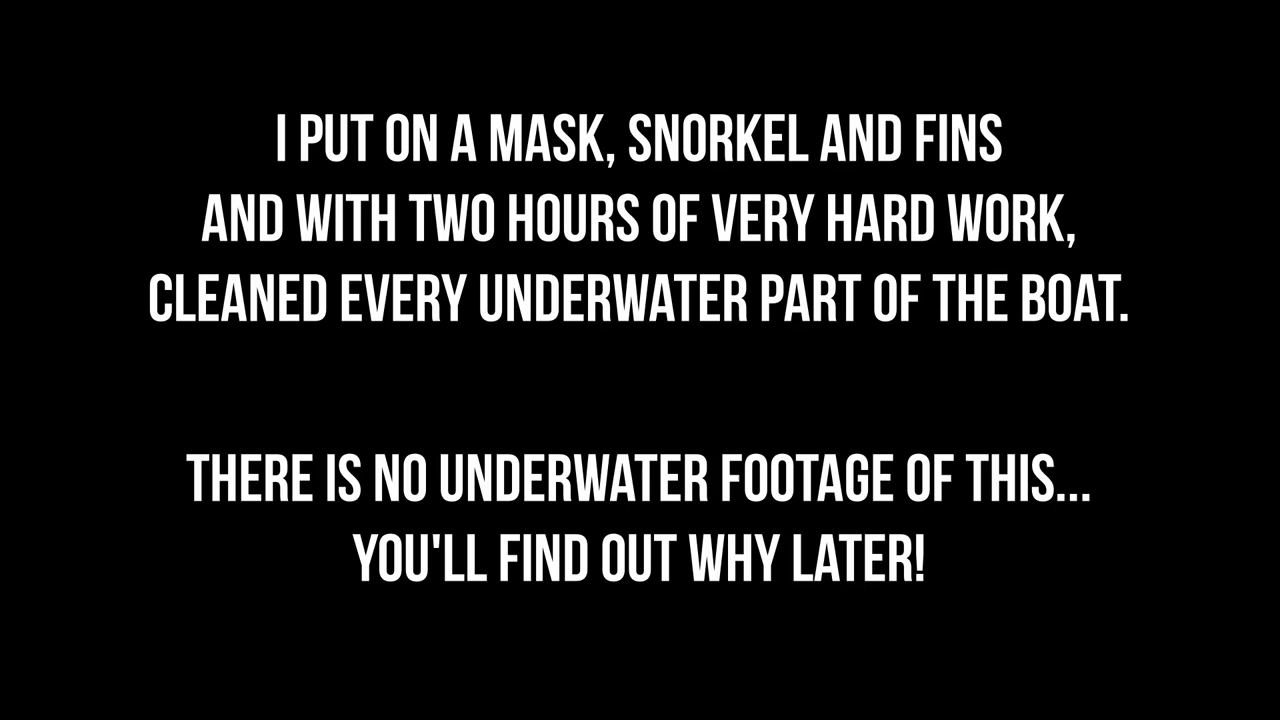 I PUT ON A MASK, SNORKEL AND FINS
AND WITH TWO HOURS OF VERY HARD WORK,
CLEANED EVERY UNDERWATER PART OF THE BOAT.
THERE IS NO UNDERWATER FOOTAGE OF THIS...
YOU'LL FIND OUT WHY LATER!